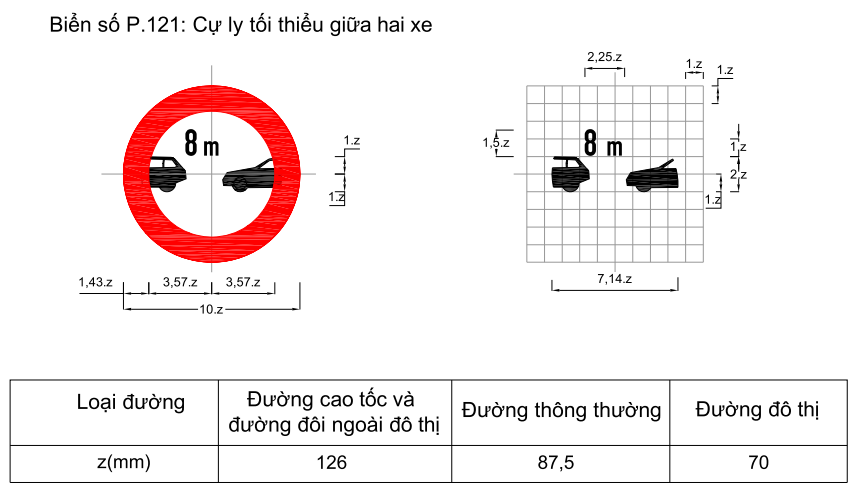 Biển số P.121: Cự ly tối thiểu giữa hai xe
2,25.z
1.z
1.z
8 m
1.z
1.z
1,5.z
8 m
1.z
2.z
1.z
1,43.z
3,57.z
3,57.z
10.z
7,14.z
Loại đường
Đường cao tốc và
đường đôi ngoài đô thị
Đường thông thường
Đường đô thị
z(mm)
126
87,5
70